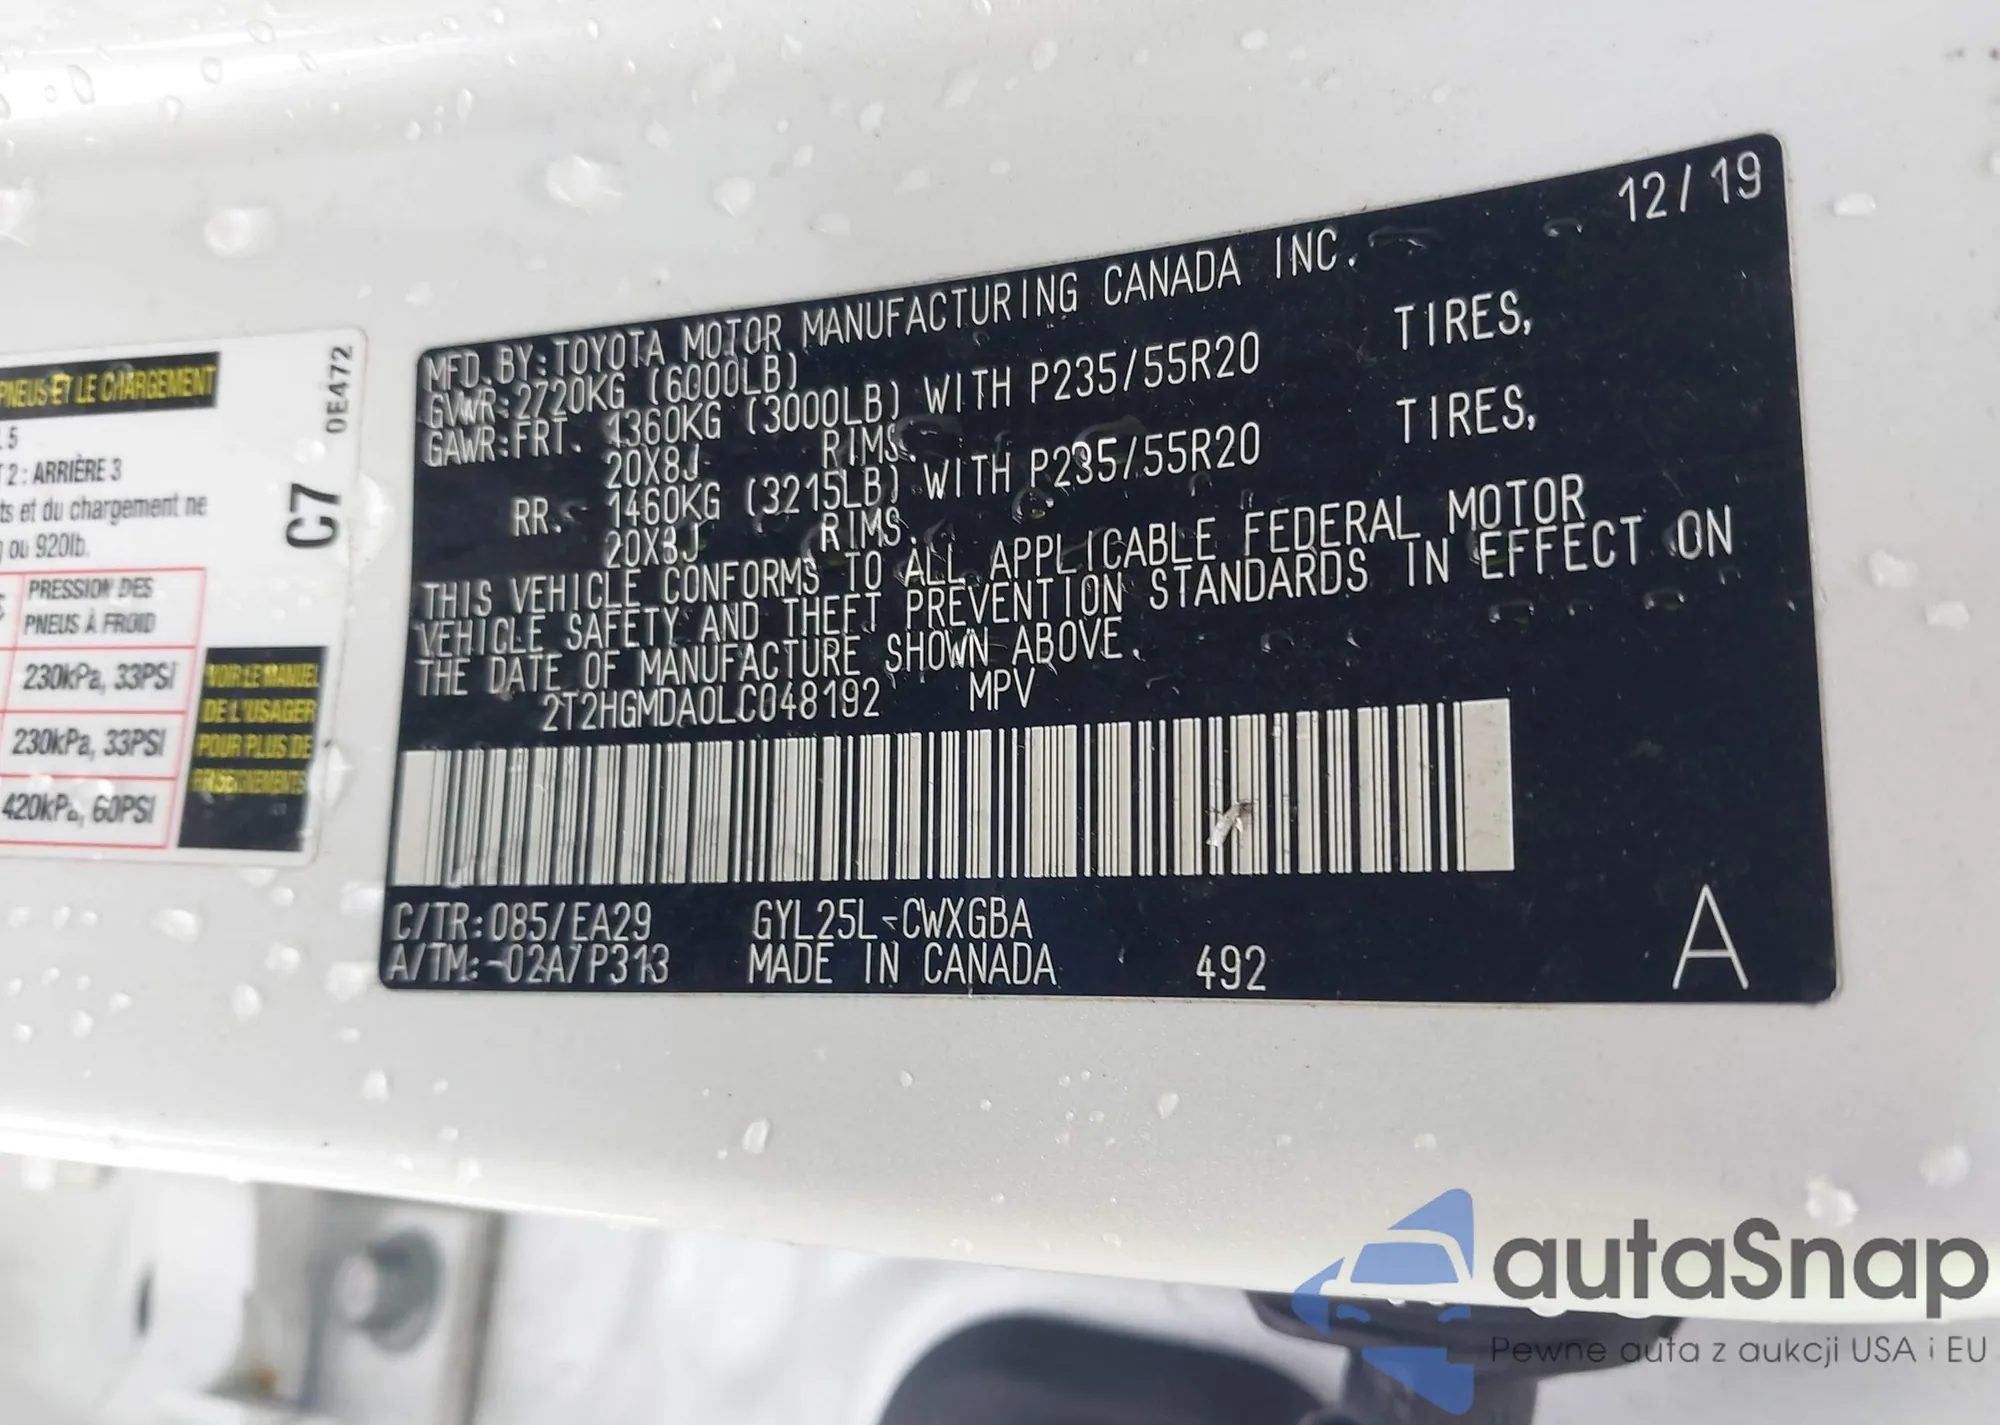 PNEUS ET LE CHARGEMENT
0E472
C7
5
T 2 : ARRIÈRE 3
ts et du chargement ne
ou 920lb.
PRESSION DES
PNEUS À FROID
230kPa, 33PSI
230kPa, 33PSI
420kPa, 60PSI
VOIR LE MANUEL
DE L'USAGER
POUR PLUS DE
RENSEIGNEMENTS
12/19
MFD. BY: TOYOTA MOTOR MANUFACTURING CANADA INC.
GVWR: 2720KG (6000LB)
GAWR: FRT. 1360KG (3000LB) WITH P235/55R20 TIRES,
20X8J RIMS.
RR. 1460KG (3215LB) WITH P235/55R20 TIRES,
20X8J RIMS.
THIS VEHICLE CONFORMS TO ALL APPLICABLE FEDERAL MOTOR
VEHICLE SAFETY AND THEFT PREVENTION STANDARDS IN EFFECT ON
THE DATE OF MANUFACTURE SHOWN ABOVE.
2T2HGMDA0LC048192 MPV
C/TR: 085/EA29 GYL25L-CWXGBA
A/TM: -02A/P313 MADE IN CANADA 492
A
autaSnap
Pewne auta z aukcji USA i EU